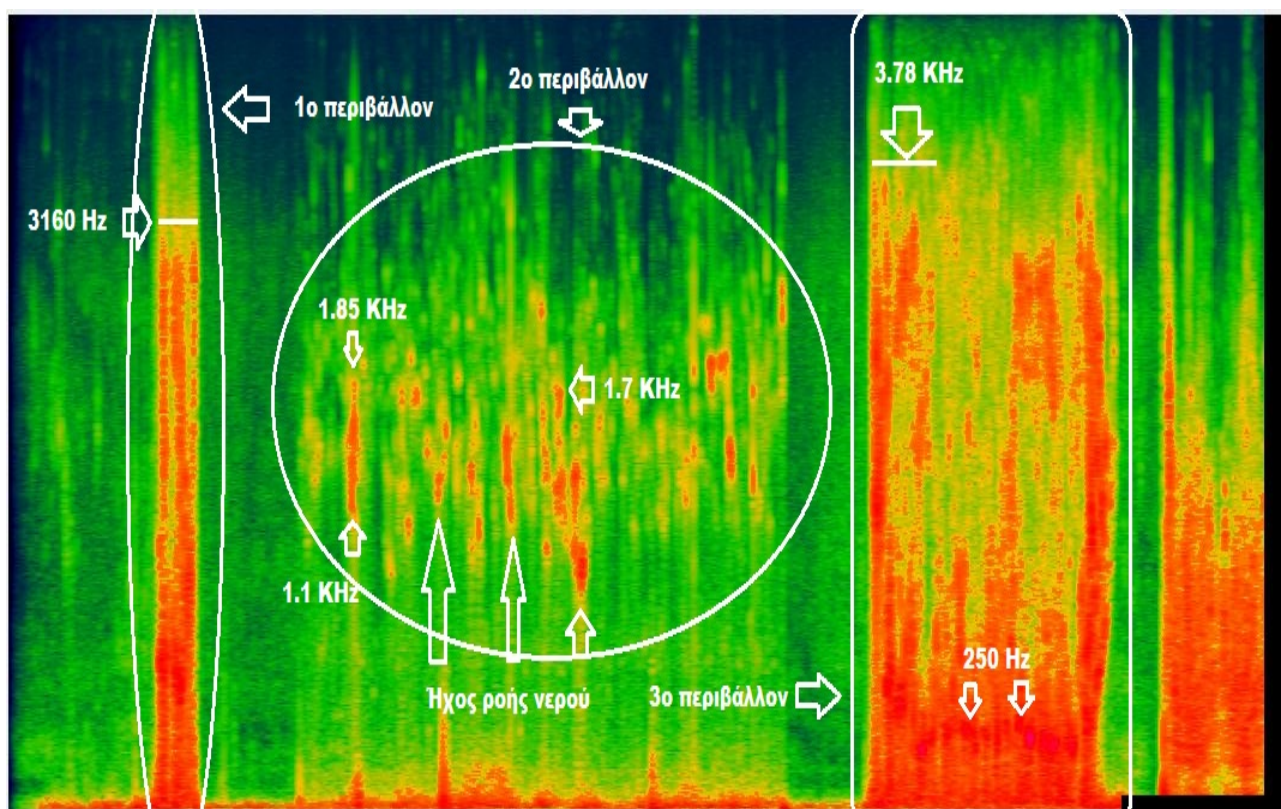 3.78 KHz
2ο περιβάλλον
1ο περιβάλλον
3160 Hz
1.85 KHz
1.7 KHz
1.1 KHz
250 Hz
Ήχος ροής νερού
3ο περιβάλλον